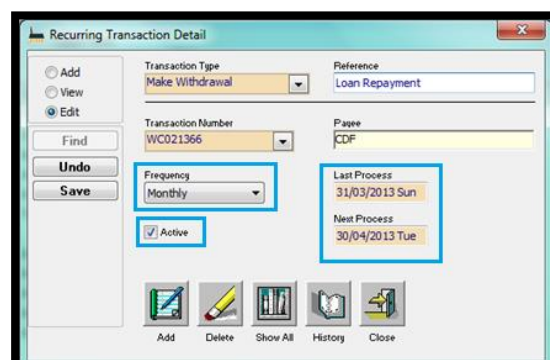 Recurring Transaction Detail
Add
View
Edit
Find
Undo
Save
Transaction Type
Make Withdrawal
Reference
Loan Repayment
Transaction Number
WC021366
Payee
CDF
Frequency
Monthly
Active
Last Process
31/03/2013 Sun
Next Process
30/04/2013 Tue
Add
Delete
Show All
History
Close